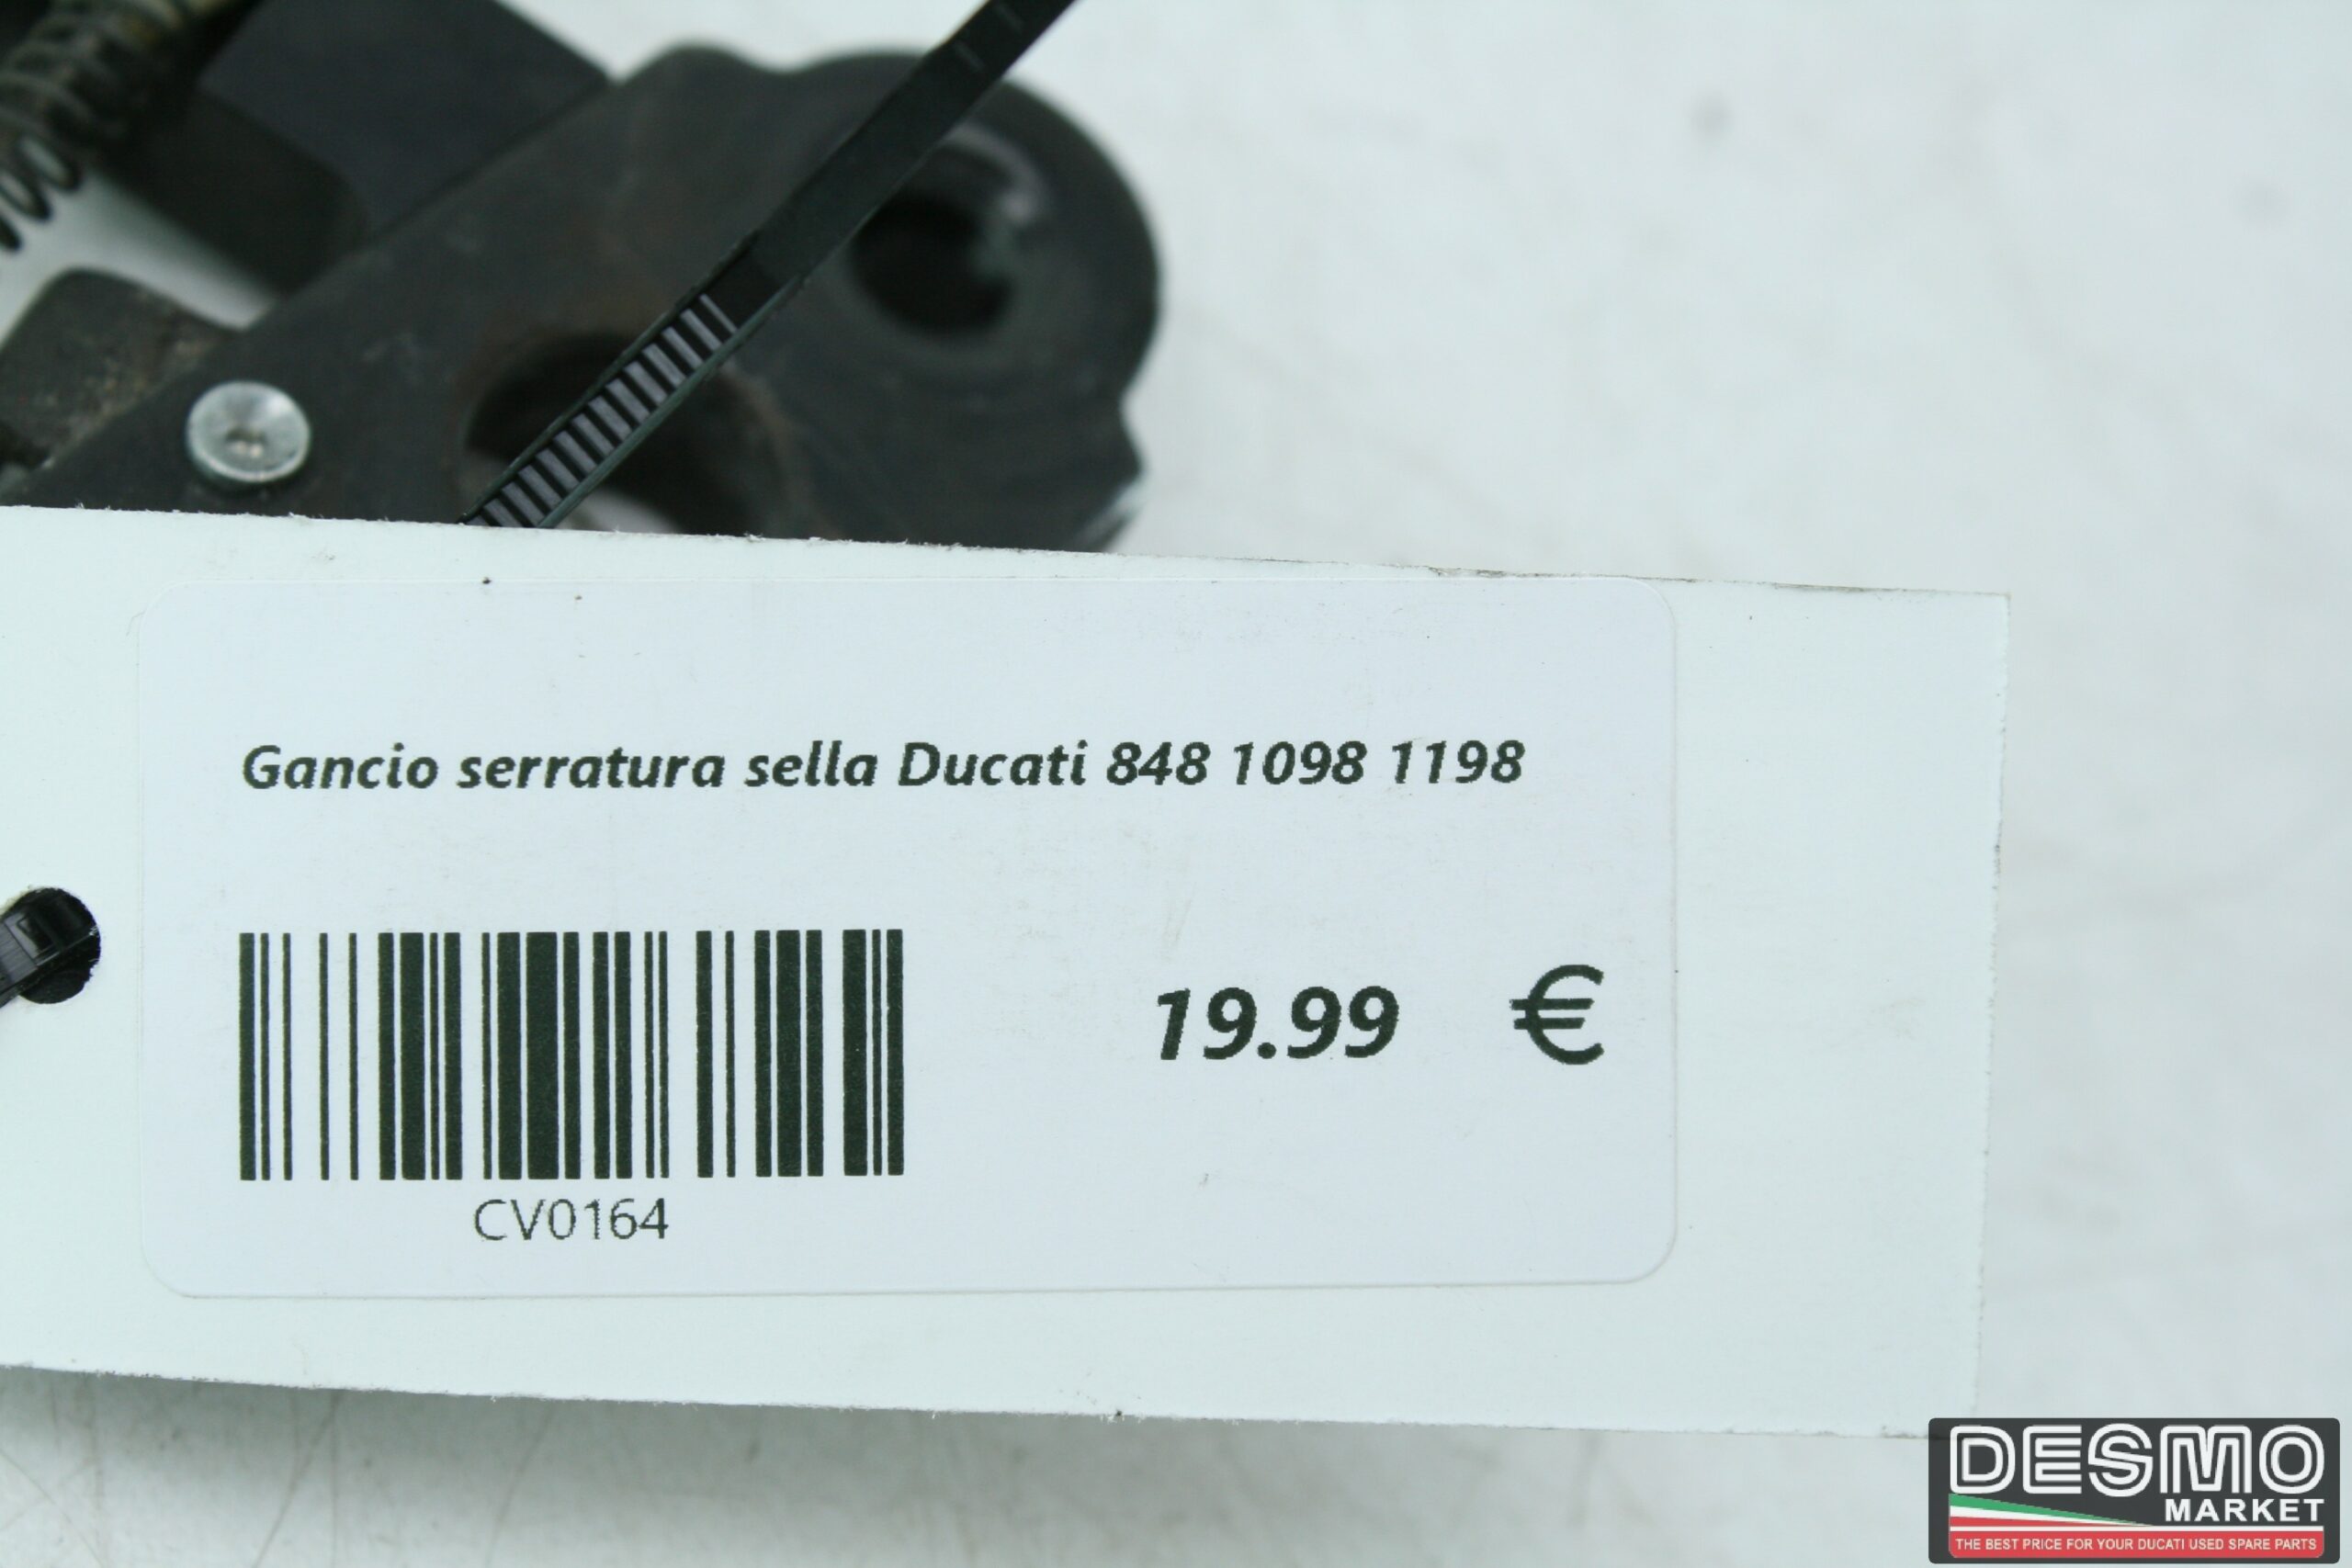 Gancio serratura sella Ducati 848 1098 1198
19.99 €
CV0164
DESMO
MARKET
THE BEST PRICE FOR YOUR DUCATI USED SPARE PARTS